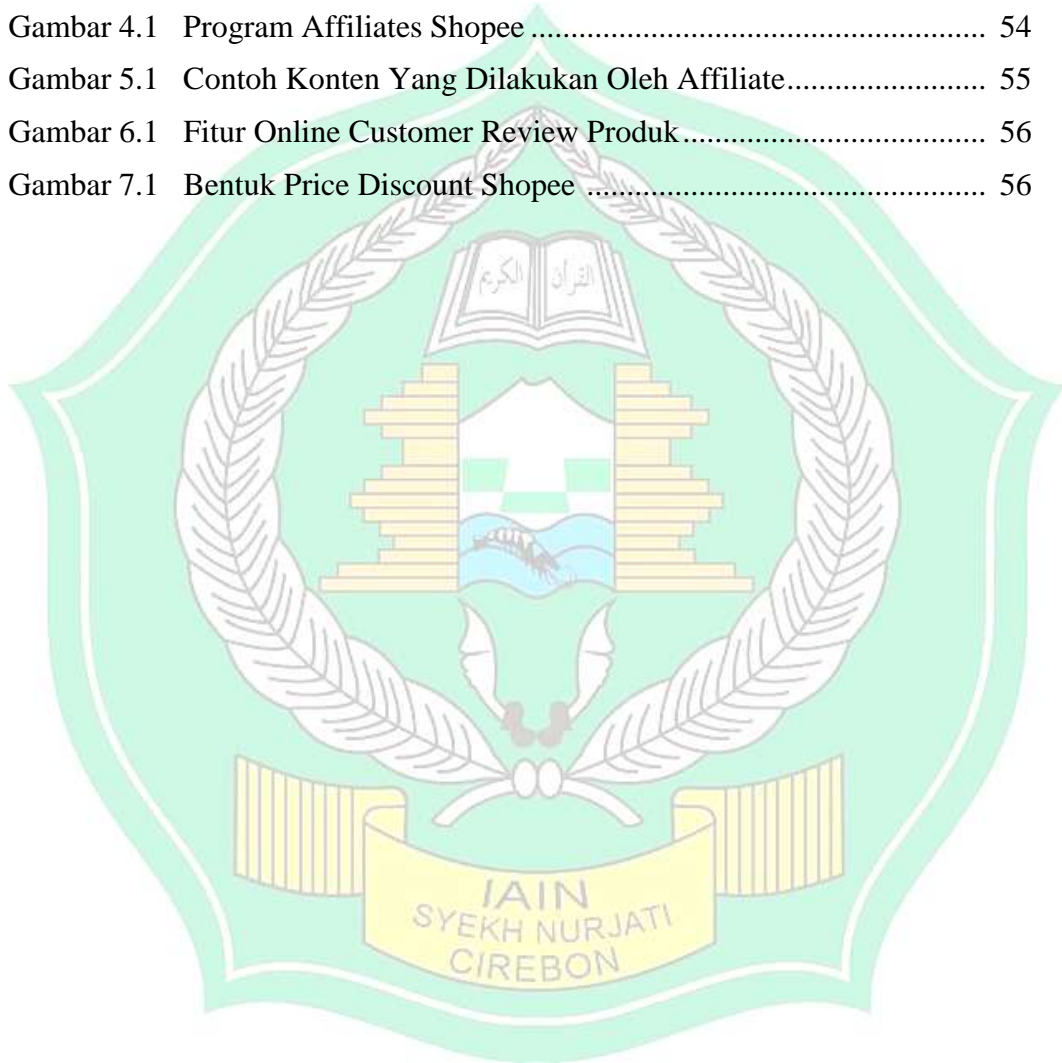 Gambar 4.1 Program Affiliates Shopee ................................................................ 54
Gambar 5.1 Contoh Konten Yang Dilakukan Oleh Affiliate............................ 55
Gambar 6.1 Fitur Online Customer Review Produk........................................... 56
Gambar 7.1 Bentuk Price Discount Shopee ......................................................... 56
القرآن الكريم
IAIN
SYEKH NURJATI
CIREBON